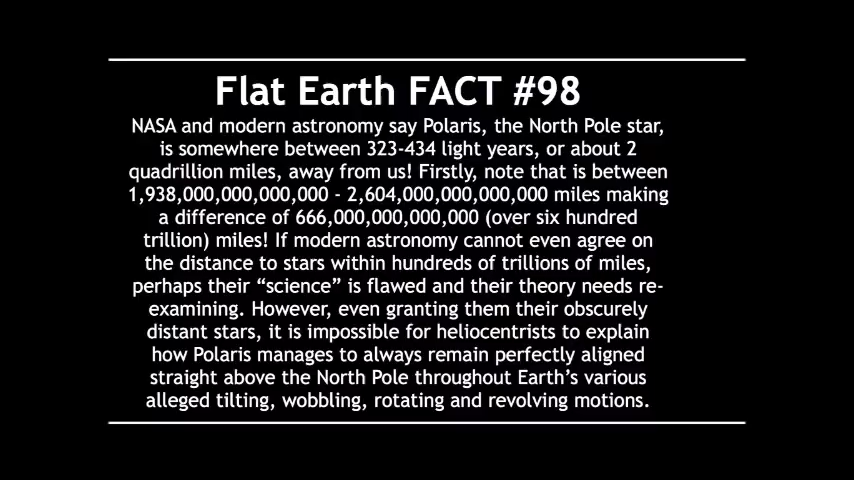 Flat Earth FACT #98
NASA and modern astronomy say Polaris, the North Pole star,
is somewhere between 323-434 light years, or about 2
quadrillion miles, away from us! Firstly, note that is between
1,938,000,000,000,000 - 2,604,000,000,000,000 miles making
a difference of 666,000,000,000,000 (over six hundred
trillion) miles! If modern astronomy cannot even agree on
the distance to stars within hundreds of trillions of miles,
perhaps their “science” is flawed and their theory needs re-
examining. However, even granting them their obscurely
distant stars, it is impossible for heliocentrists to explain
how Polaris manages to always remain perfectly aligned
straight above the North Pole throughout Earth’s various
alleged tilting, wobbling, rotating and revolving motions.